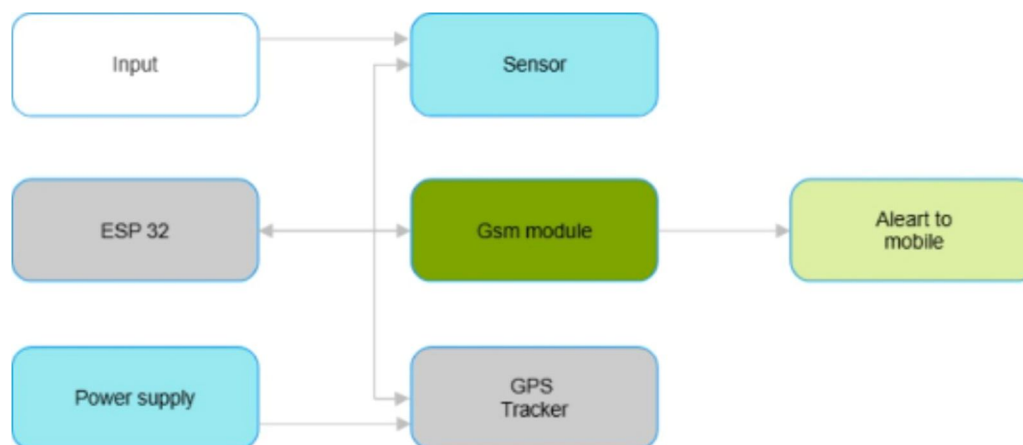 Input
Sensor
ESP 32
Gsm module
Aleart to
mobile
Power supply
GPS
Tracker